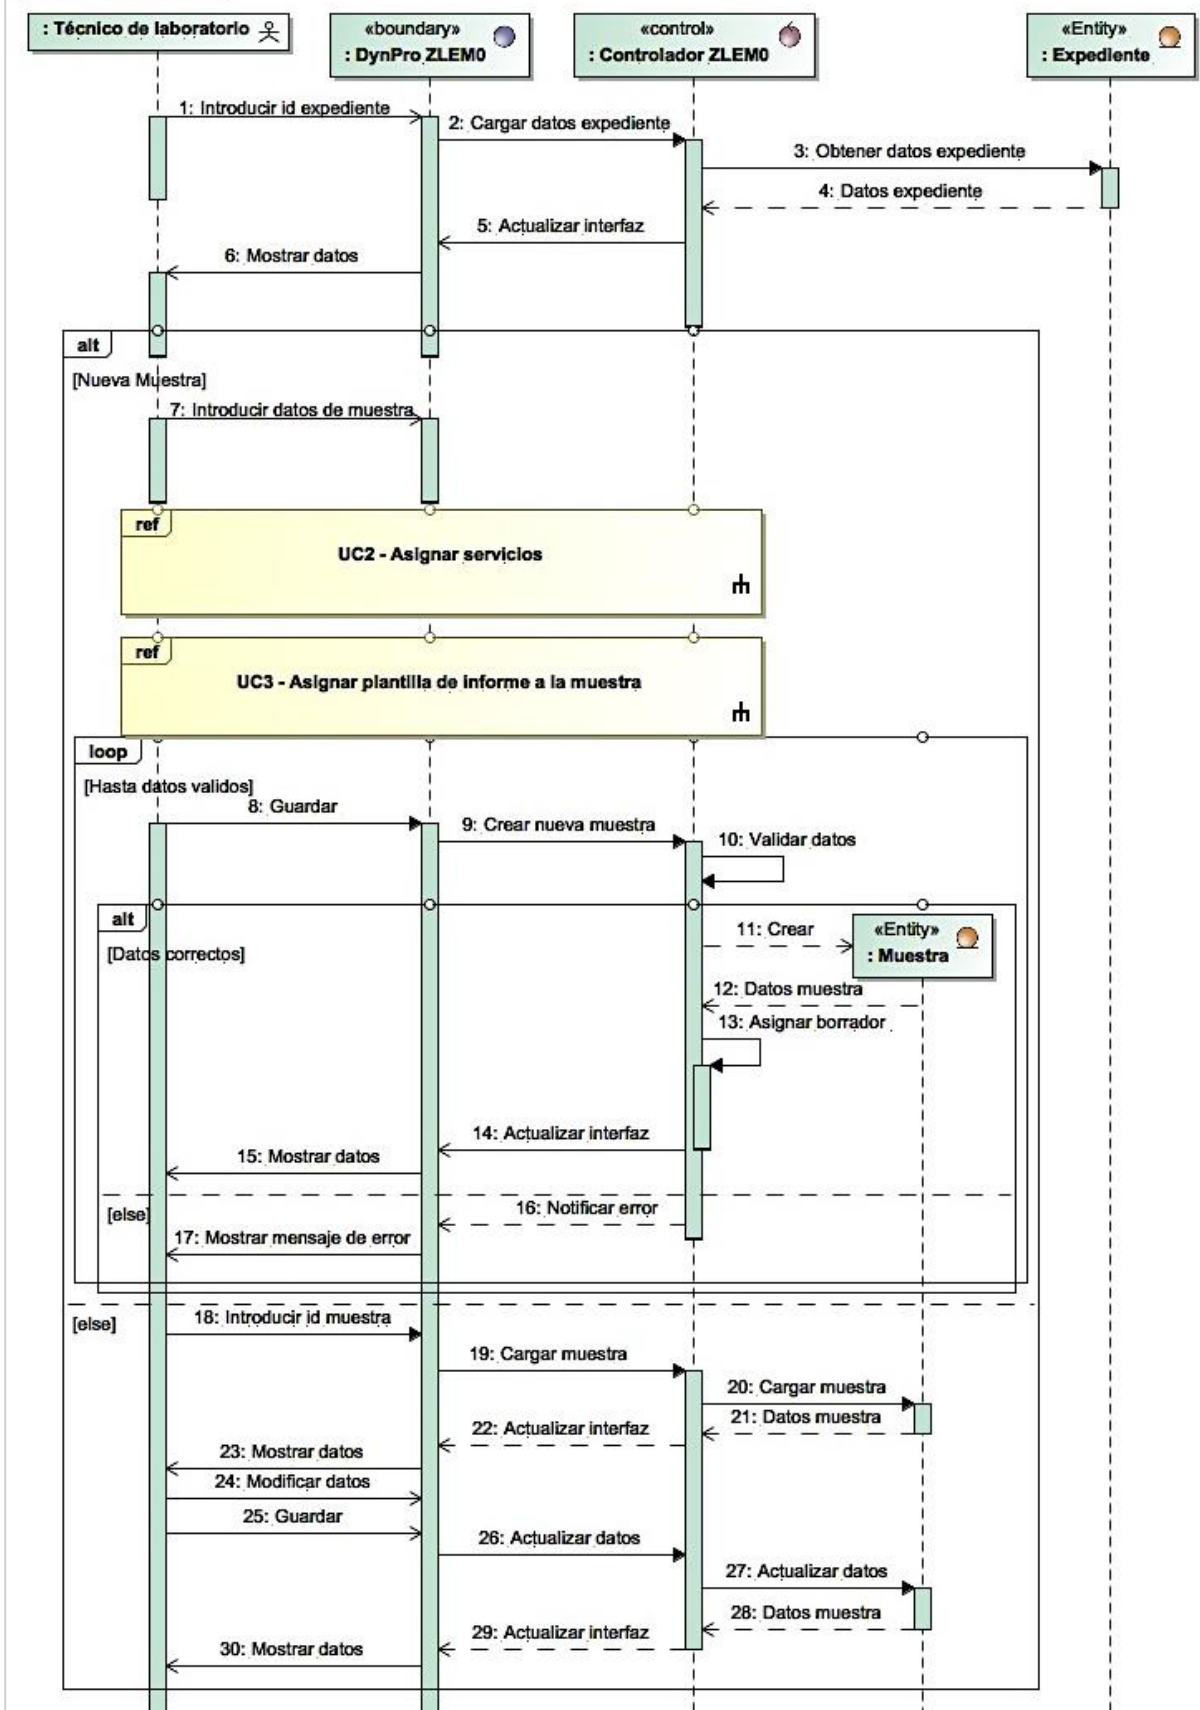 : Técnico de laboratorio
«boundary»
: DynPro ZLEM0
«control»
: Controlador ZLEM0
«Entity»
: Expediente
1: Introducir id expediente
2: Cargar datos expediente
3: Obtener datos expediente
4: Datos expediente
5: Actualizar interfaz
6: Mostrar datos
alt
[Nueva Muestra]
7: Introducir datos de muestra
ref
UC2 - Asignar servicios
ref
UC3 - Asignar plantilla de informe a la muestra
loop
[Hasta datos validos]
8: Guardar
9: Crear nueva muestra
10: Validar datos
alt
[Datos correctos]
11: Crear
«Entity»
: Muestra
12: Datos muestra
13: Asignar borrador
14: Actualizar interfaz
15: Mostrar datos
[else]
16: Notificar error
17: Mostrar mensaje de error
[else]
18: Introducir id muestra
19: Cargar muestra
20: Cargar muestra
21: Datos muestra
22: Actualizar interfaz
23: Mostrar datos
24: Modificar datos
25: Guardar
26: Actualizar datos
27: Actualizar datos
28: Datos muestra
29: Actualizar interfaz
30: Mostrar datos